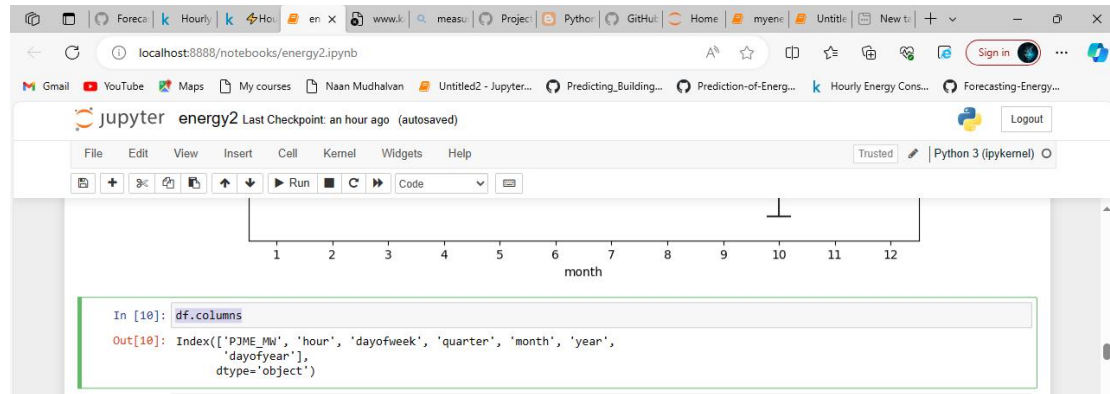 Foreca Hourly Hou en www.k measu Project Pythor GitHub Home myene Untitle New ta
localhost:8888/notebooks/energy2.ipynb Sign in
Gmail YouTube Maps My courses Naan Mudhalvan Untitled2 - Jupyter... Predicting_Building... Prediction-of-Energ... Hourly Energy Cons... Forecasting-Energy...
jupyter energy2 Last Checkpoint: an hour ago (autosaved) Logout
File Edit View Insert Cell Kernel Widgets Help Trusted Python 3 (ipykernel)
Run Code
1 2 3 4 5 6 7 8 9 10 11 12
month
In [10]: df.columns
Out[10]: Index(['PJME_MW', 'hour', 'dayofweek', 'quarter', 'month', 'year',
'dayofyear'],
dtype='object')